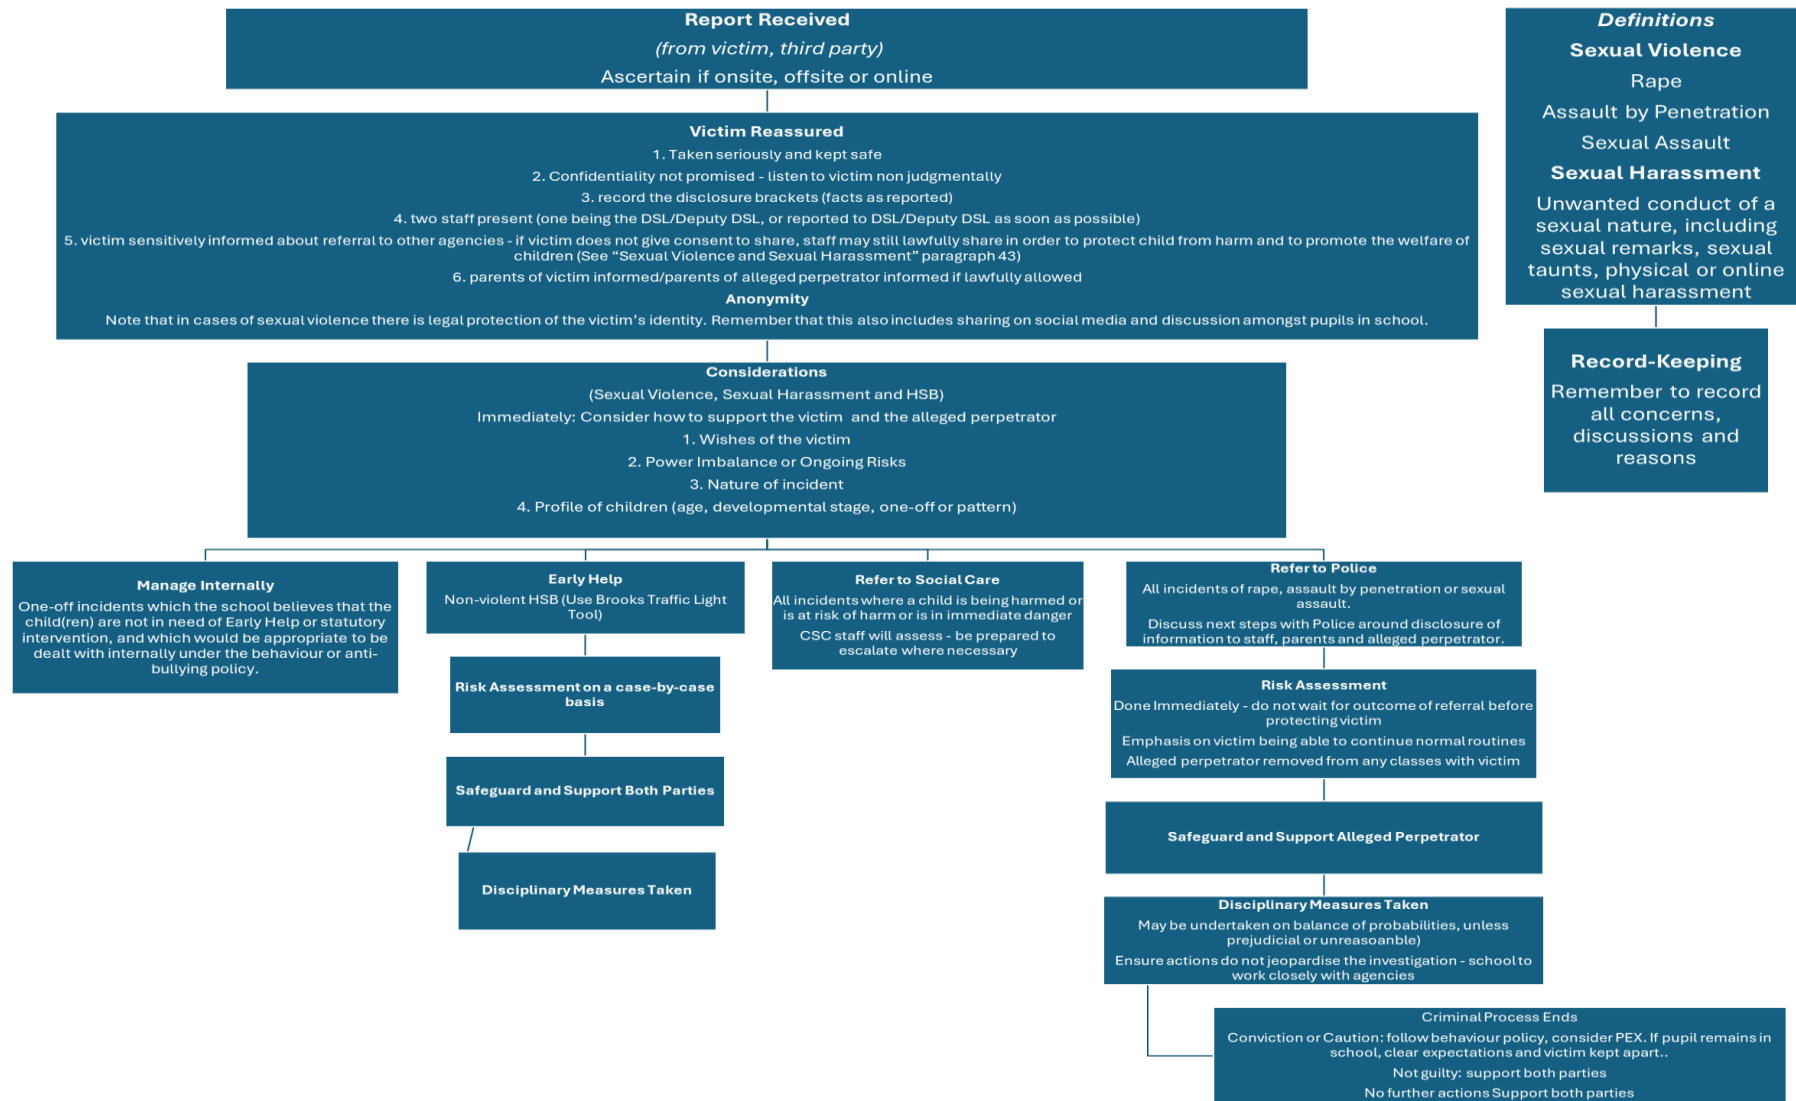 Report Received
(from victim, third party)
Ascertain if onsite, offsite or online
Definitions
Sexual Violence
Rape
Assault by Penetration
Sexual Assault
Sexual Harassment
Unwanted conduct of a
sexual nature, including
sexual remarks, sexual
taunts, physical or online
sexual harassment
Victim Reassured
1. Taken seriously and kept safe
2. Confidentiality not promised - listen to victim non judgmentally
3. record the disclosure brackets (facts as reported)
4. two staff present (one being the DSL/Deputy DSL, or reported to DSL/Deputy DSL as soon as possible)
5. victim sensitively informed about referral to other agencies - if victim does not give consent to share, staff may still lawfully share in order to protect child from harm and to promote the welfare of
children (See “Sexual Violence and Sexual Harassment” paragraph 43)
6. parents of victim informed/parents of alleged perpetrator informed if lawfully allowed
Anonymity
Note that in cases of sexual violence there is legal protection of the victim’s identity. Remember that this also includes sharing on social media and discussion amongst pupils in school.
Record-Keeping
Remember to record
all concerns,
discussions and
reasons
Considerations
(Sexual Violence, Sexual Harassment and HSB)
Immediately: Consider how to support the victim and the alleged perpetrator
1. Wishes of the victim
2. Power Imbalance or Ongoing Risks
3. Nature of incident
4. Profile of children (age, developmental stage, one-off or pattern)
Manage Internally
One-off incidents which the school believes that the
child(ren) are not in need of Early Help or statutory
intervention, and which would be appropriate to be
dealt with internally under the behaviour or anti-
bullying policy.
Early Help
Non-violent HSB (Use Brooks Traffic Light
Tool)
Risk Assessment on a case-by-case
basis
Safeguard and Support Both Parties
Disciplinary Measures Taken
Refer to Social Care
All incidents where a child is being harmed or
is at risk of harm or is in immediate danger
CSC staff will assess - be prepared to
escalate where necessary
Refer to Police
All incidents of rape, assault by penetration or sexual
assault.
Discuss next steps with Police around disclosure of
information to staff, parents and alleged perpetrator.
Risk Assessment
Done Immediately - do not wait for outcome of referral before
protecting victim
Emphasis on victim being able to continue normal routines
Alleged perpetrator removed from any classes with victim
Safeguard and Support Alleged Perpetrator
Disciplinary Measures Taken
May be undertaken on balance of probabilities, unless
prejudicial or unreasoanble)
Ensure actions do not jeopardise the investigation - school to
work closely with agencies
Criminal Process Ends
Conviction or Caution: follow behaviour policy, consider PEX. If pupil remains in
school, clear expectations and victim kept apart..
Not guilty: support both parties
No further actions Support both parties